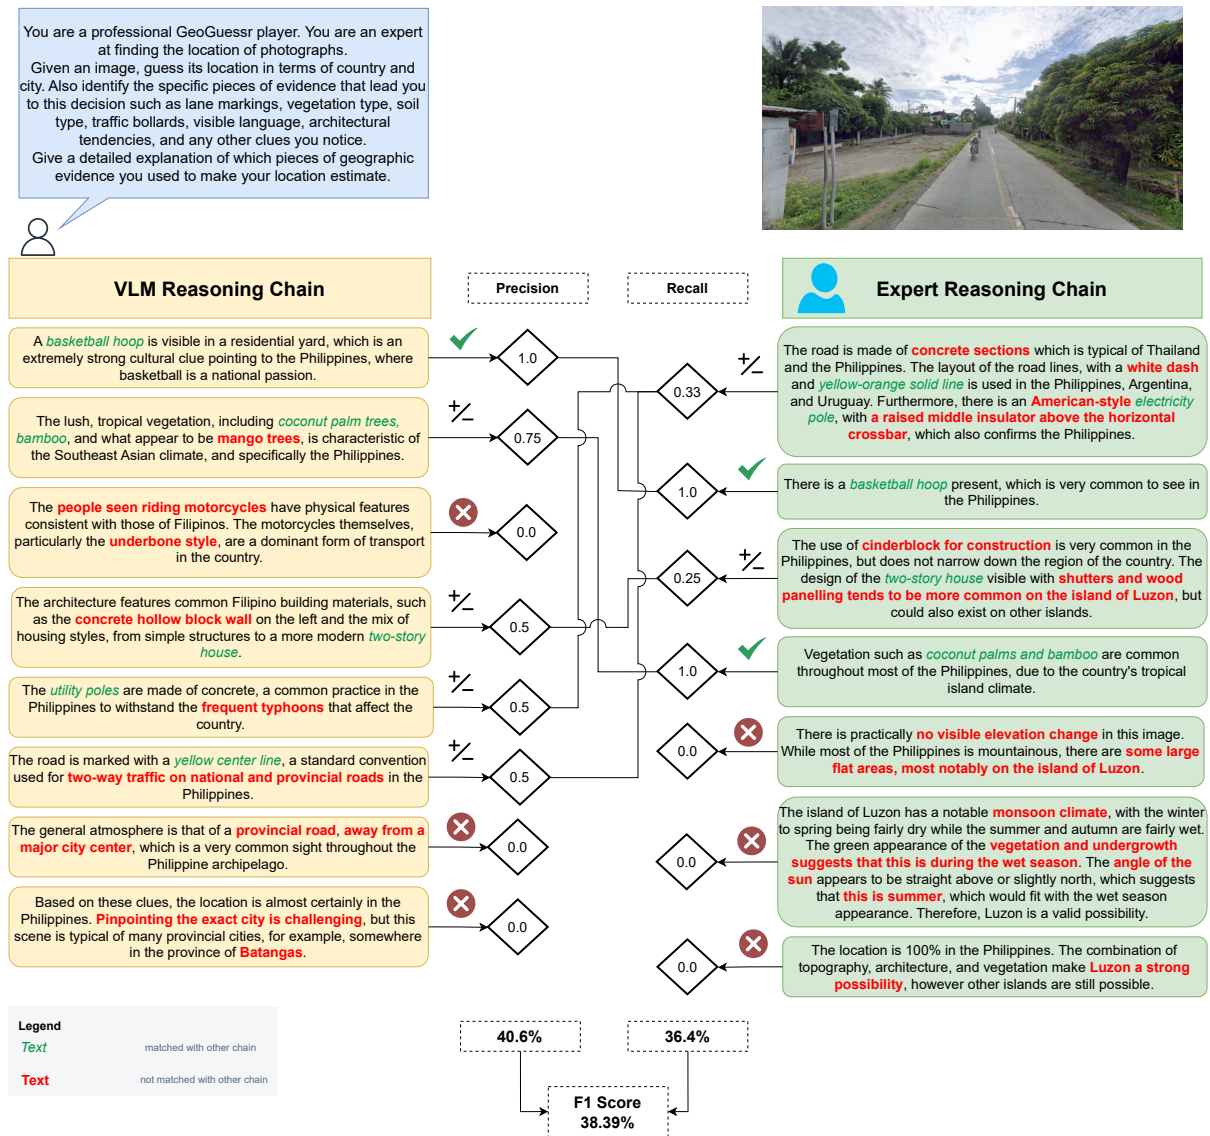 You are a professional GeoGuessr player. You are an expert
at finding the location of photographs.
Given an image, guess its location in terms of country and
city. Also identify the specific pieces of evidence that lead you
to this decision such as lane markings, vegetation type, soil
type, traffic bollards, visible language, architectural
tendencies, and any other clues you notice.
Give a detailed explanation of which pieces of geographic
evidence you used to make your location estimate.
VLM Reasoning Chain
Precision
Recall
Expert Reasoning Chain
A basketball hoop is visible in a residential yard, which is an
extremely strong cultural clue pointing to the Philippines, where
basketball is a national passion.
1.0
The lush, tropical vegetation, including coconut palm trees,
bamboo, and what appear to be mango trees, is characteristic of
the Southeast Asian climate, and specifically the Philippines.
+/−
0.75
The people seen riding motorcycles have physical features
consistent with those of Filipinos. The motorcycles themselves,
particularly the underbone style, are a dominant form of transport
in the country.
0.0
The architecture features common Filipino building materials, such
as the concrete hollow block wall on the left and the mix of
housing styles, from simple structures to a more modern two-story
house.
+/−
0.5
The utility poles are made of concrete, a common practice in the
Philippines to withstand the frequent typhoons that affect the
country.
+/−
0.5
The road is marked with a yellow center line, a standard convention
used for two-way traffic on national and provincial roads in the
Philippines.
+/−
0.5
The general atmosphere is that of a provincial road, away from a
major city center, which is a very common sight throughout the
Philippine archipelago.
0.0
Based on these clues, the location is almost certainly in the
Philippines. Pinpointing the exact city is challenging, but this
scene is typical of many provincial cities, for example, somewhere
in the province of Batangas.
0.0
+/−
0.33
The road is made of concrete sections which is typical of Thailand
and the Philippines. The layout of the road lines, with a white dash
and yellow-orange solid line is used in the Philippines, Argentina,
and Uruguay. Furthermore, there is an American-style electricity
pole, with a raised middle insulator above the horizontal
crossbar, which also confirms the Philippines.
1.0
There is a basketball hoop present, which is very common to see in
the Philippines.
+/−
0.25
The use of cinderblock for construction is very common in the
Philippines, but does not narrow down the region of the country. The
design of the two-story house visible with shutters and wood
panelling tends to be more common on the island of Luzon, but
could also exist on other islands.
1.0
Vegetation such as coconut palms and bamboo are common
throughout most of the Philippines, due to the country's tropical
island climate.
0.0
There is practically no visible elevation change in this image.
While most of the Philippines is mountainous, there are some large
flat areas, most notably on the island of Luzon.
0.0
The island of Luzon has a notable monsoon climate, with the winter
to spring being fairly dry while the summer and autumn are fairly wet.
The green appearance of the vegetation and undergrowth
suggests that this is during the wet season. The angle of the
sun appears to be straight above or slightly north, which suggests
that this is summer, which would fit with the wet season
appearance. Therefore, Luzon is a valid possibility.
0.0
The location is 100% in the Philippines. The combination of
topography, architecture, and vegetation make Luzon a strong
possibility, however other islands are still possible.
Legend
Text matched with other chain
Text not matched with other chain
40.6%
36.4%
F1 Score
38.39%